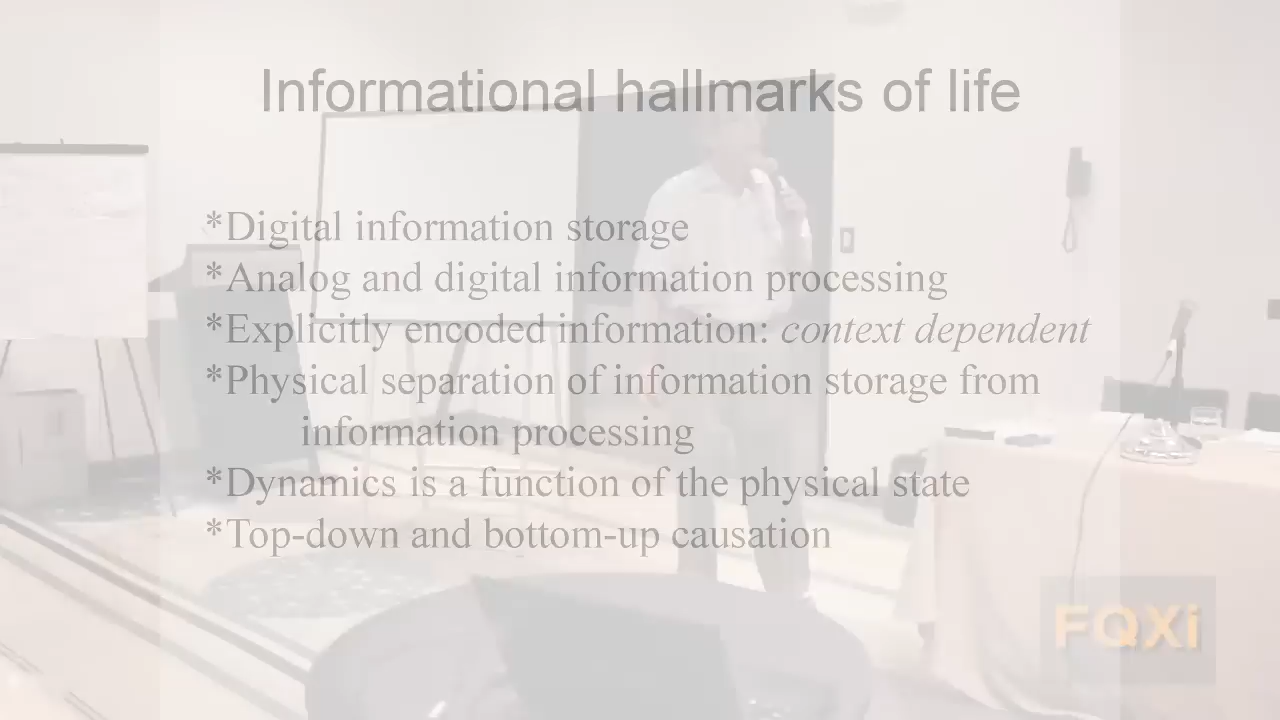 Informational hallmarks of life
*Digital information storage
*Analog and digital information processing
*Explicitly encoded information: context dependent
*Physical separation of information storage from
information processing
*Dynamics is a function of the physical state
*Top-down and bottom-up causation
FQXi